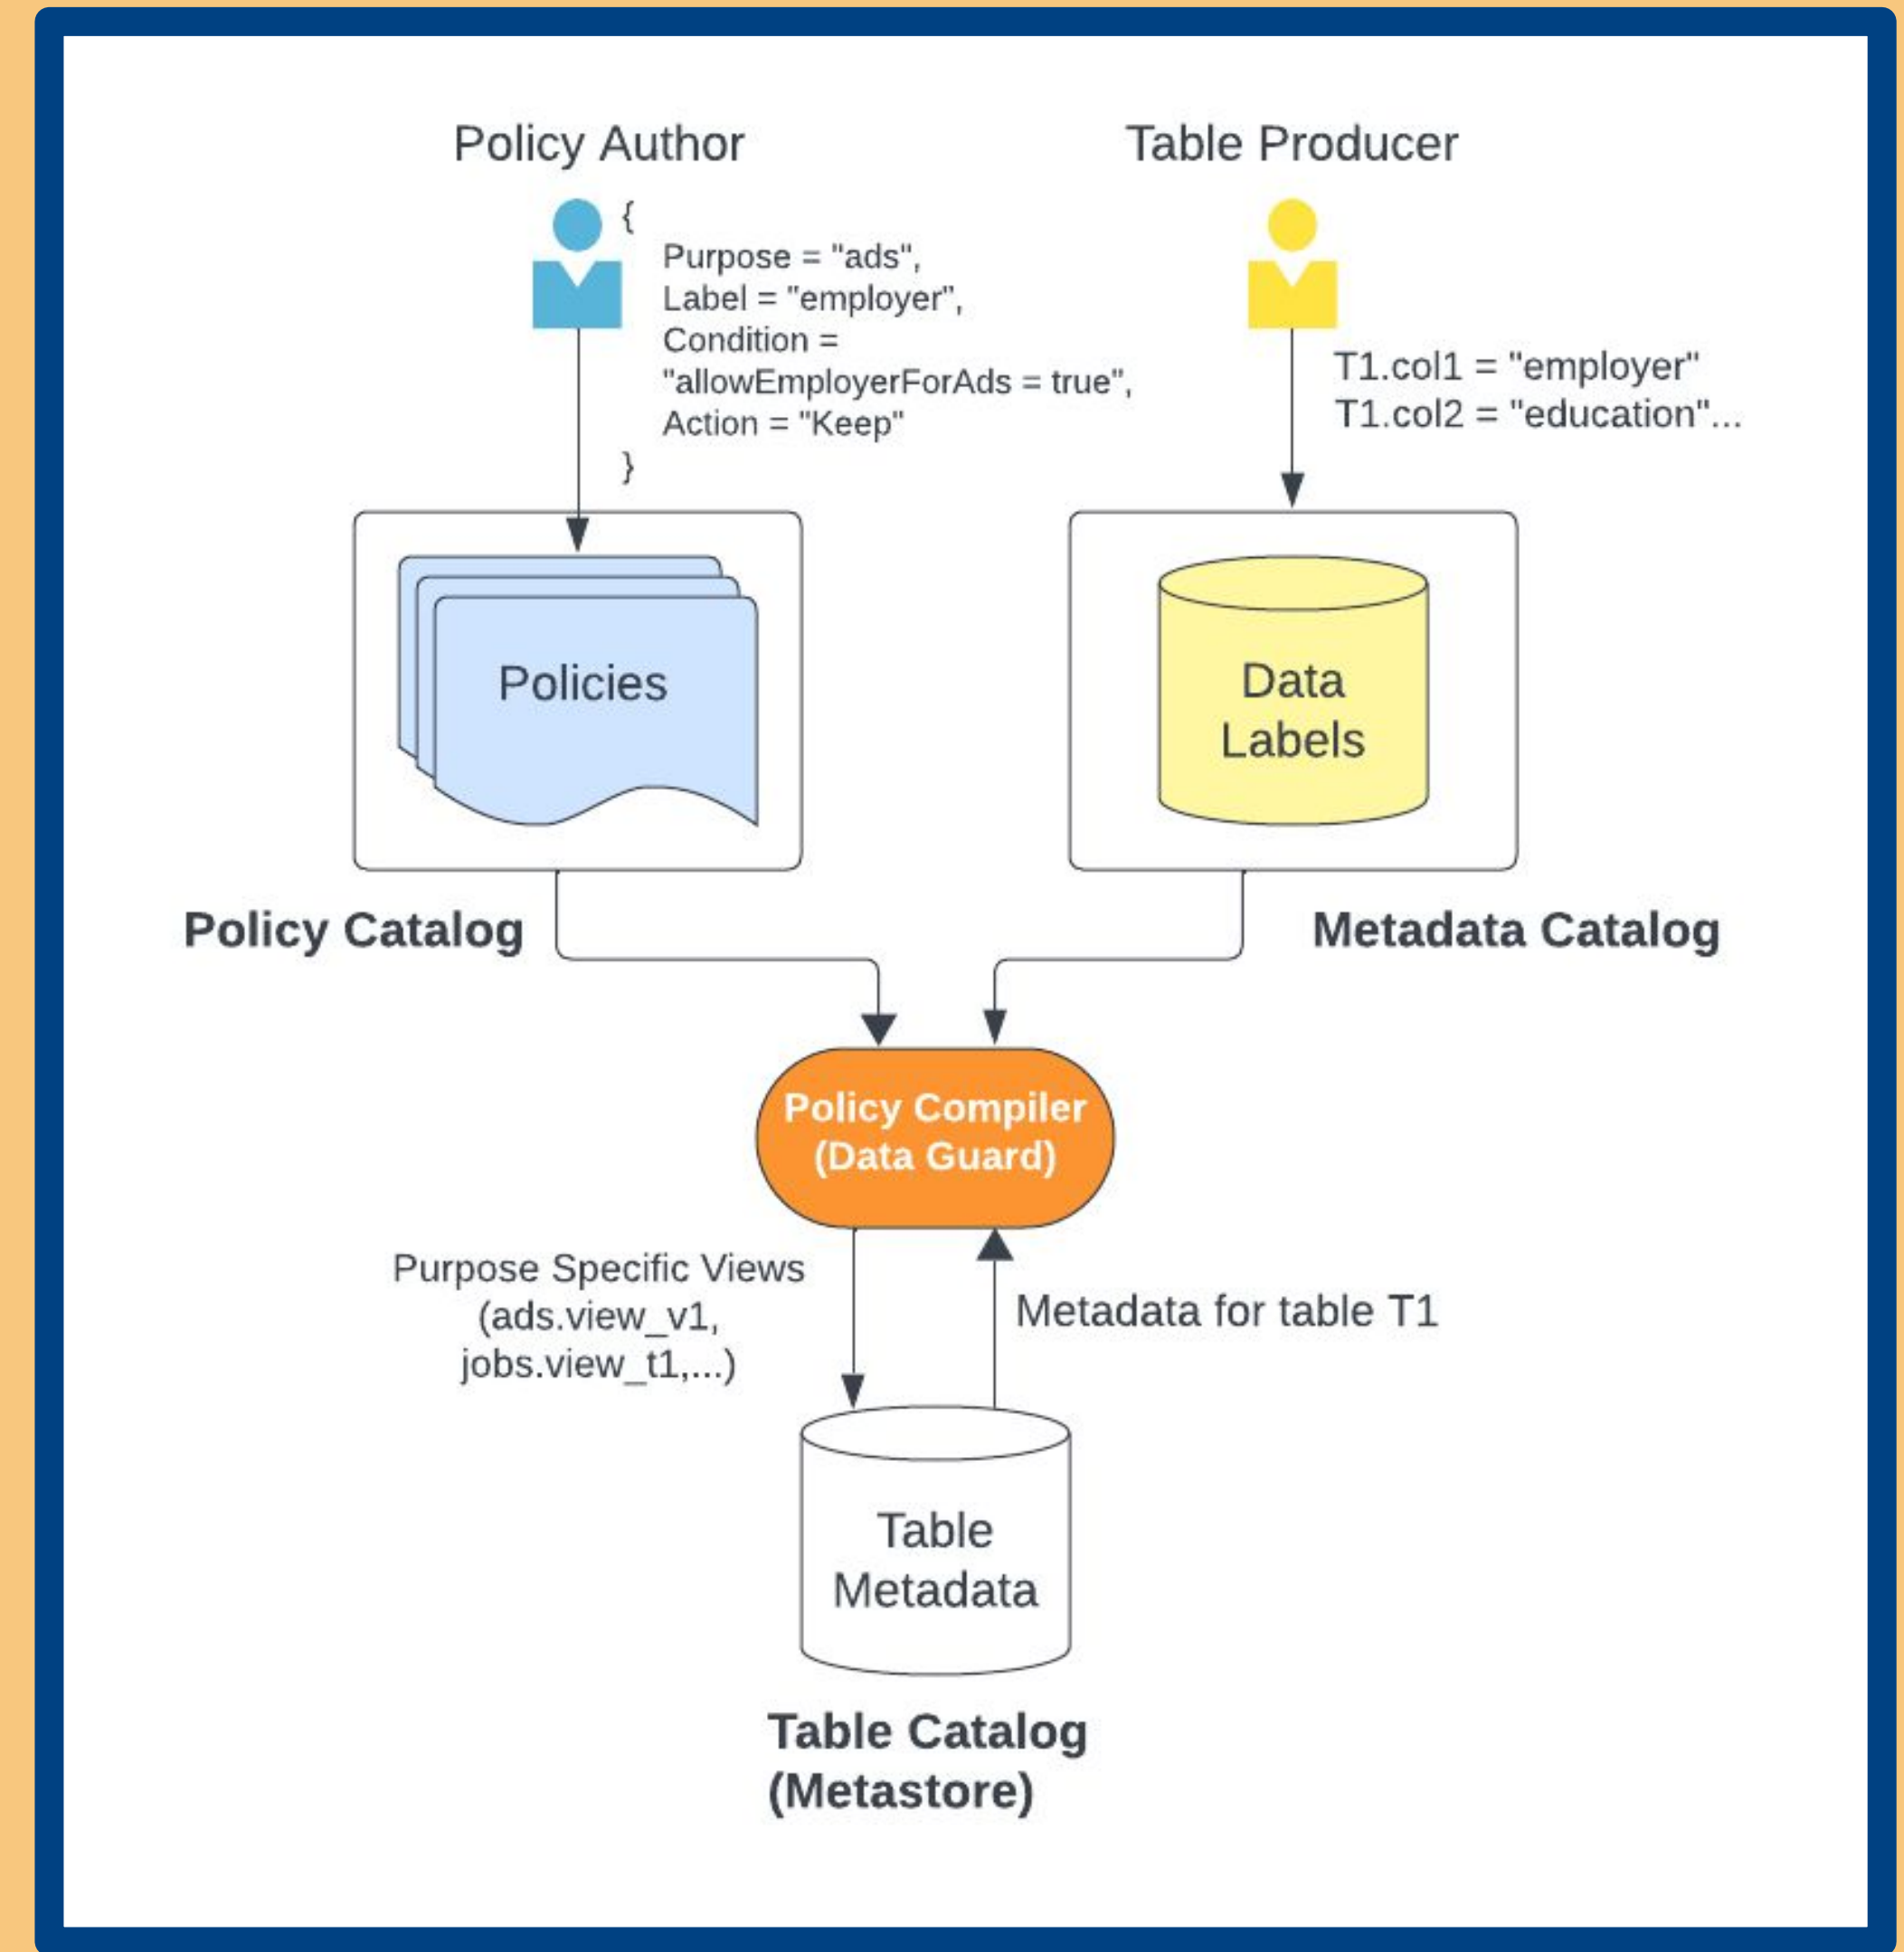 Policy Author
{
Purpose = "ads",
Label = "employer",
Condition =
"allowEmployerForAds = true",
Action = "Keep"
}
Table Producer
T1.col1 = "employer"
T1.col2 = "education"...
Policies
Data
Labels
Policy Catalog
Metadata Catalog
Policy Compiler
(Data Guard)
Purpose Specific Views
(ads.view_v1,
jobs.view_t1,...)
Metadata for table T1
Table
Metadata
Table Catalog
(Metastore)